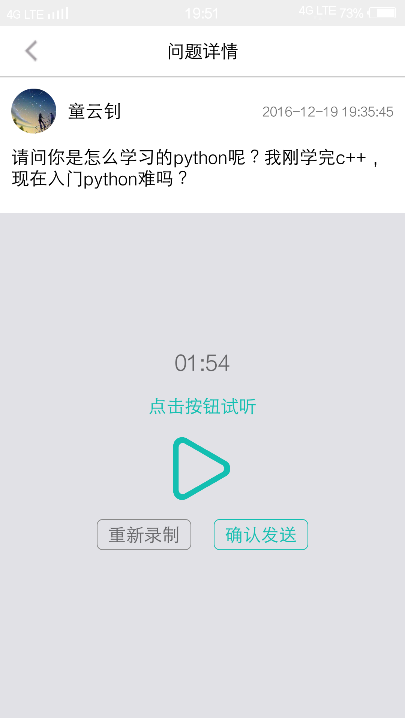 4G LTE 19:51 4G LTE 73%
问题详情
童云钊 2016-12-19 19:35:45
请问你是怎么学习的python呢？我刚学完c++，
现在入门python难吗？
01:54
点击按钮试听
重新录制 确认发送